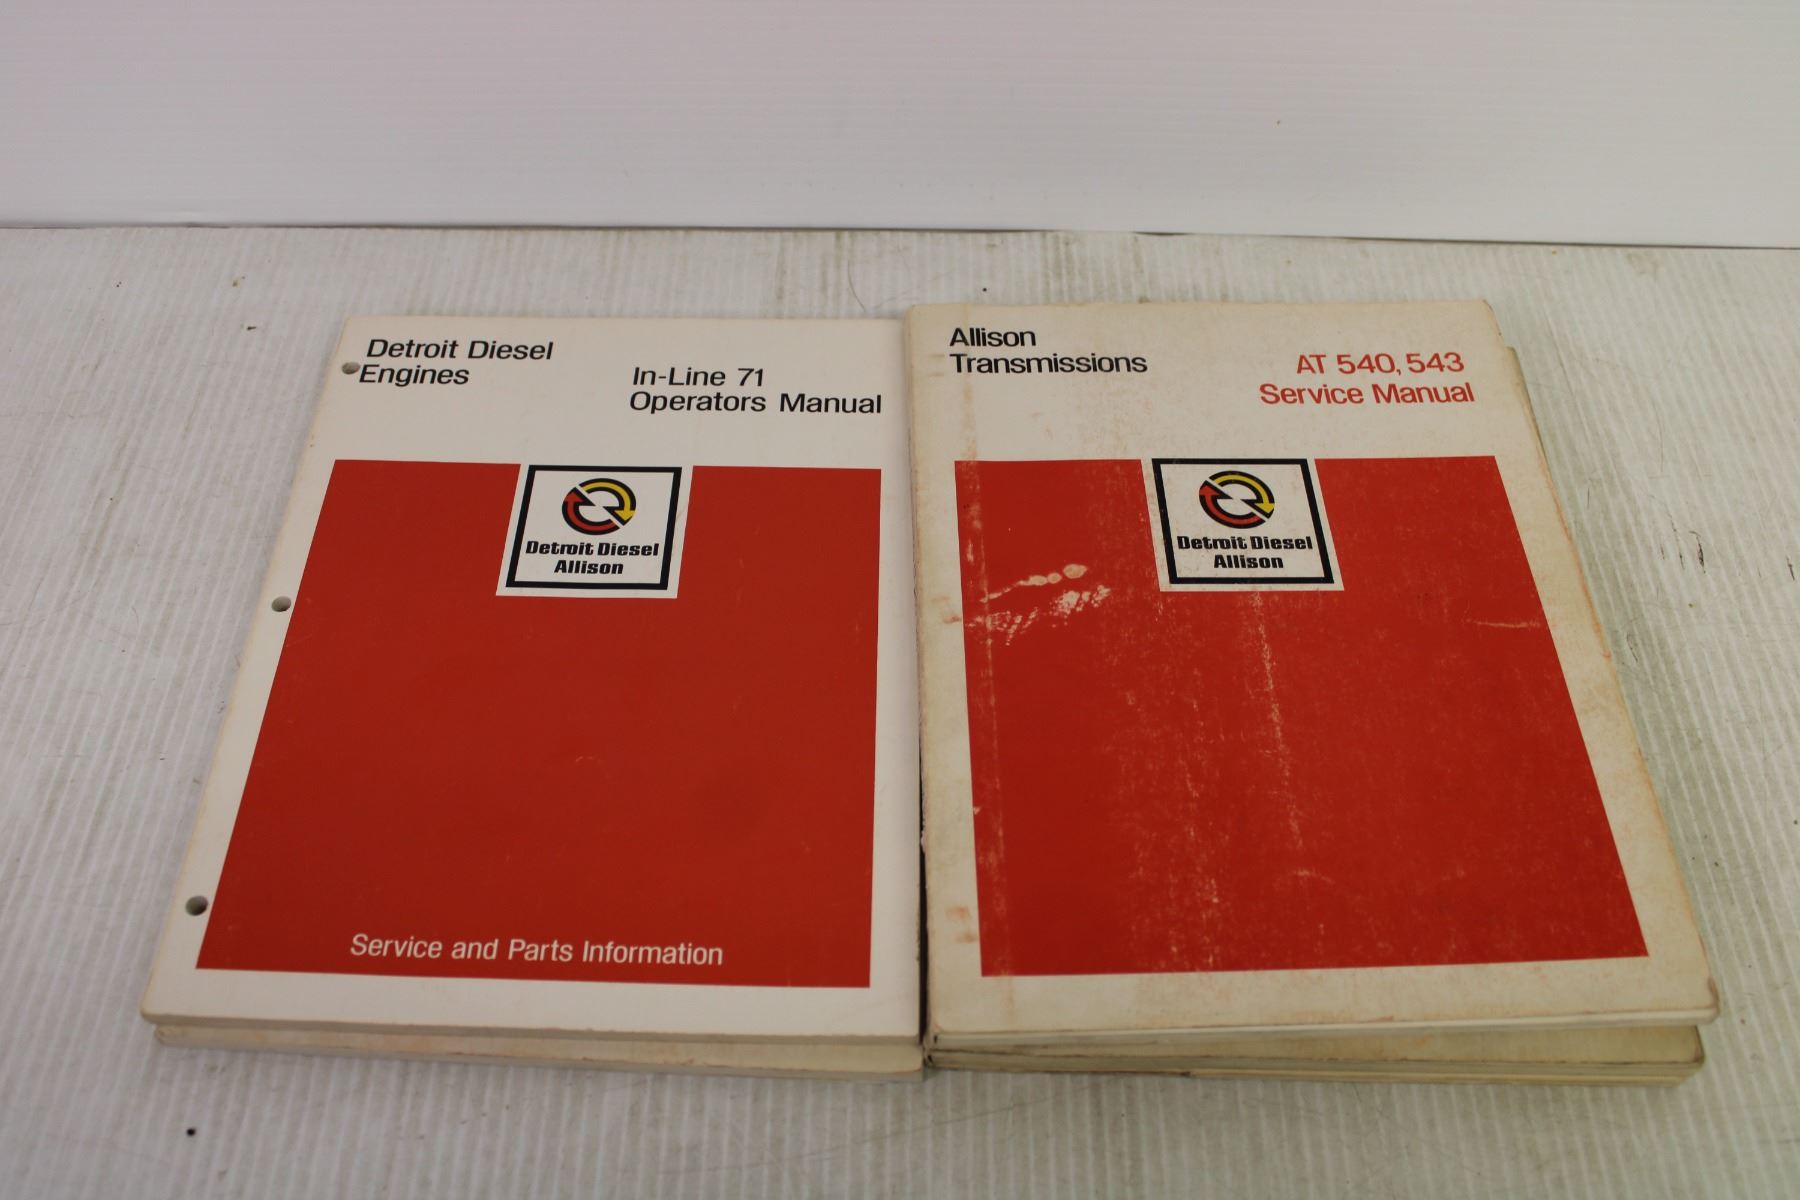 Detroit Diesel
Engines
In-Line 71
Operators Manual
Detroit Diesel
Allison
Service and Parts Information
Allison
Transmissions
AT 540, 543
Service Manual
Detroit Diesel
Allison